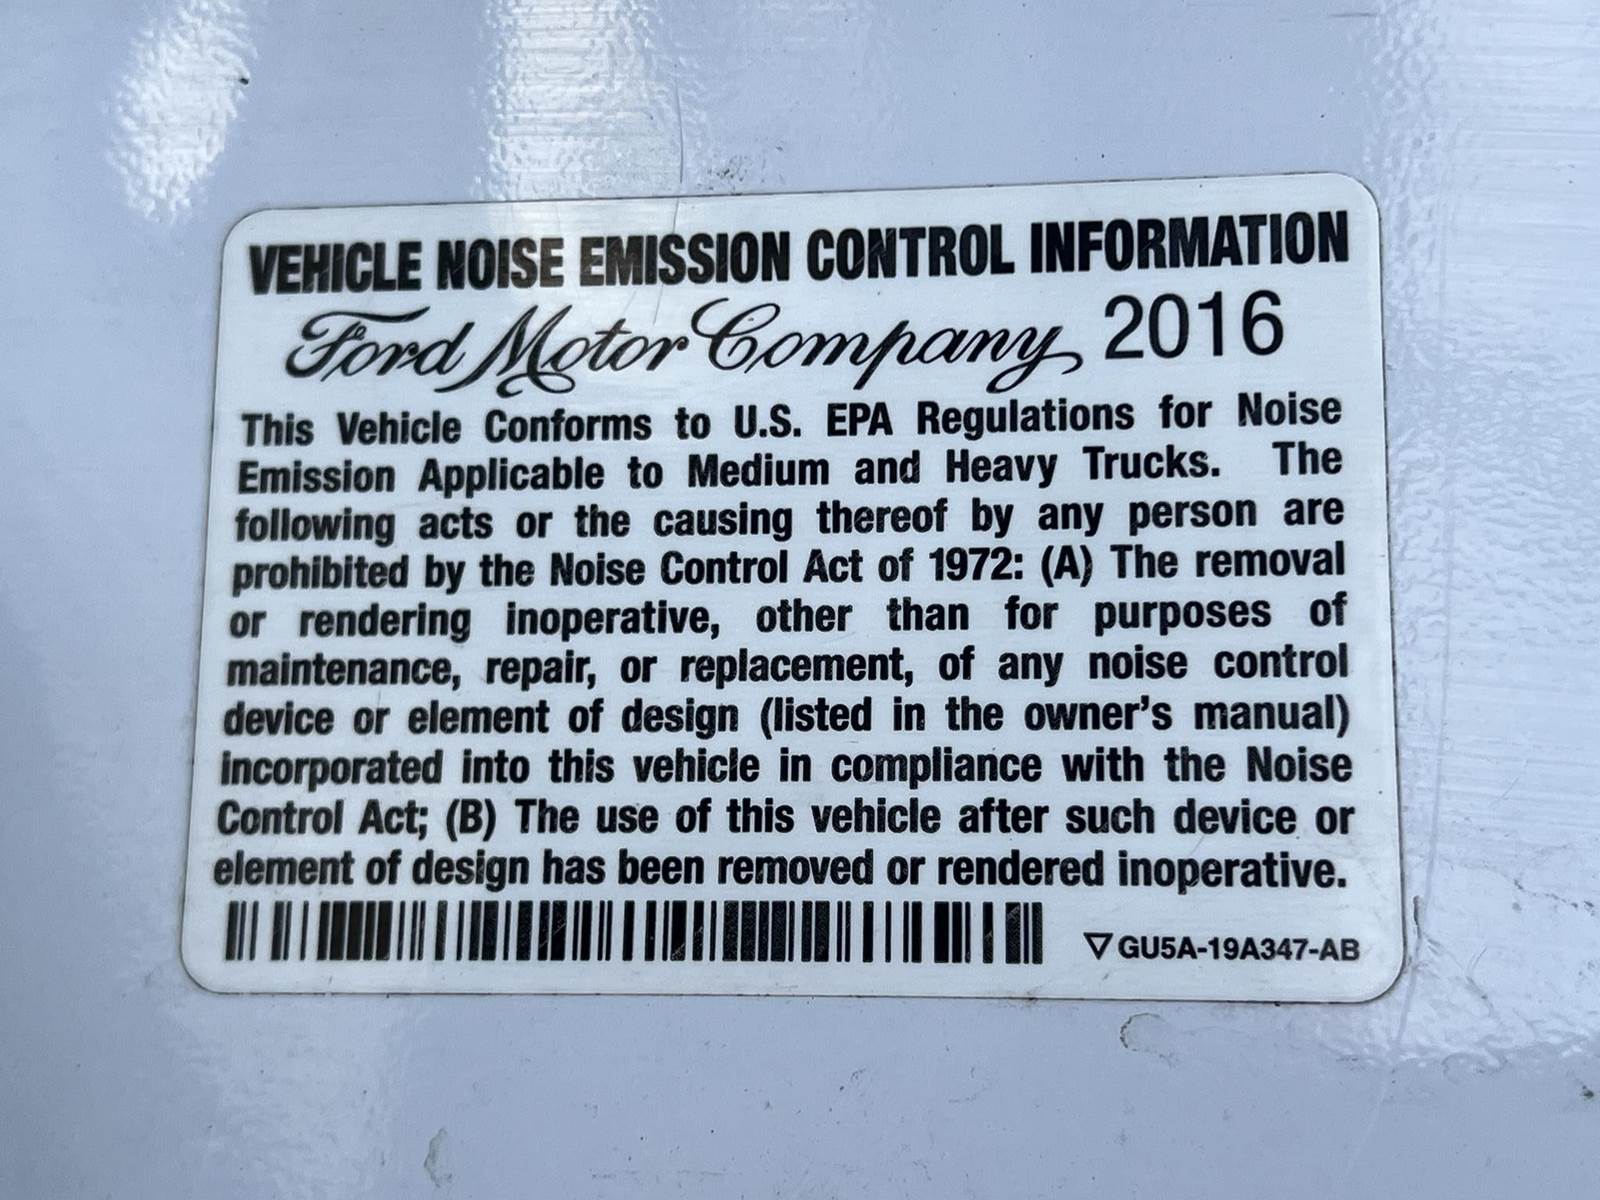 VEHICLE NOISE EMISSION CONTROL INFORMATION
Ford Motor Company 2016
This Vehicle Conforms to U.S. EPA Regulations for Noise
Emission Applicable to Medium and Heavy Trucks. The
following acts or the causing thereof by any person are
prohibited by the Noise Control Act of 1972: (A) The removal
or rendering inoperative, other than for purposes of
maintenance, repair, or replacement, of any noise control
device or element of design (listed in the owner's manual)
incorporated into this vehicle in compliance with the Noise
Control Act; (B) The use of this vehicle after such device or
element of design has been removed or rendered inoperative.
▽ GU5A-19A347-AB